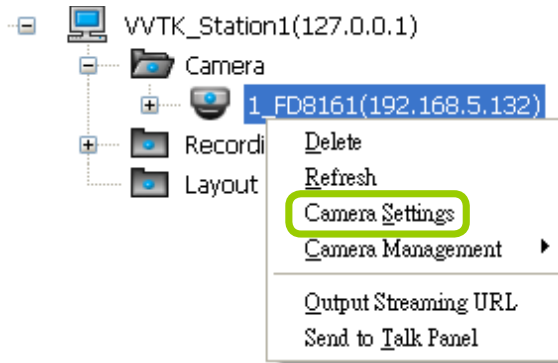 VVTK_Station1(127.0.0.1)
Camera
1_FD8161(192.168.5.132)
Recordi
Layout
Delete
Refresh
Camera Settings
Camera Management
Output Streaming URL
Send to Talk Panel